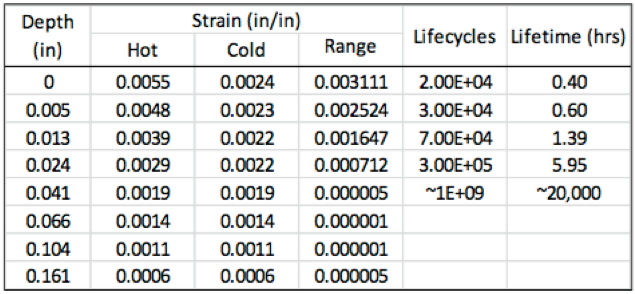 Depth (in) Strain (in/in) Lifecycles Lifetime (hrs)
Hot Cold Range
0 0.0055 0.0024 0.003111 2.00E+04 0.40
0.005 0.0048 0.0023 0.002524 3.00E+04 0.60
0.013 0.0039 0.0022 0.001647 7.00E+04 1.39
0.024 0.0029 0.0022 0.000712 3.00E+05 5.95
0.041 0.0019 0.0019 0.000005 ~1E+09 ~20,000
0.066 0.0014 0.0014 0.000001
0.104 0.0011 0.0011 0.000001
0.161 0.0006 0.0006 0.000005